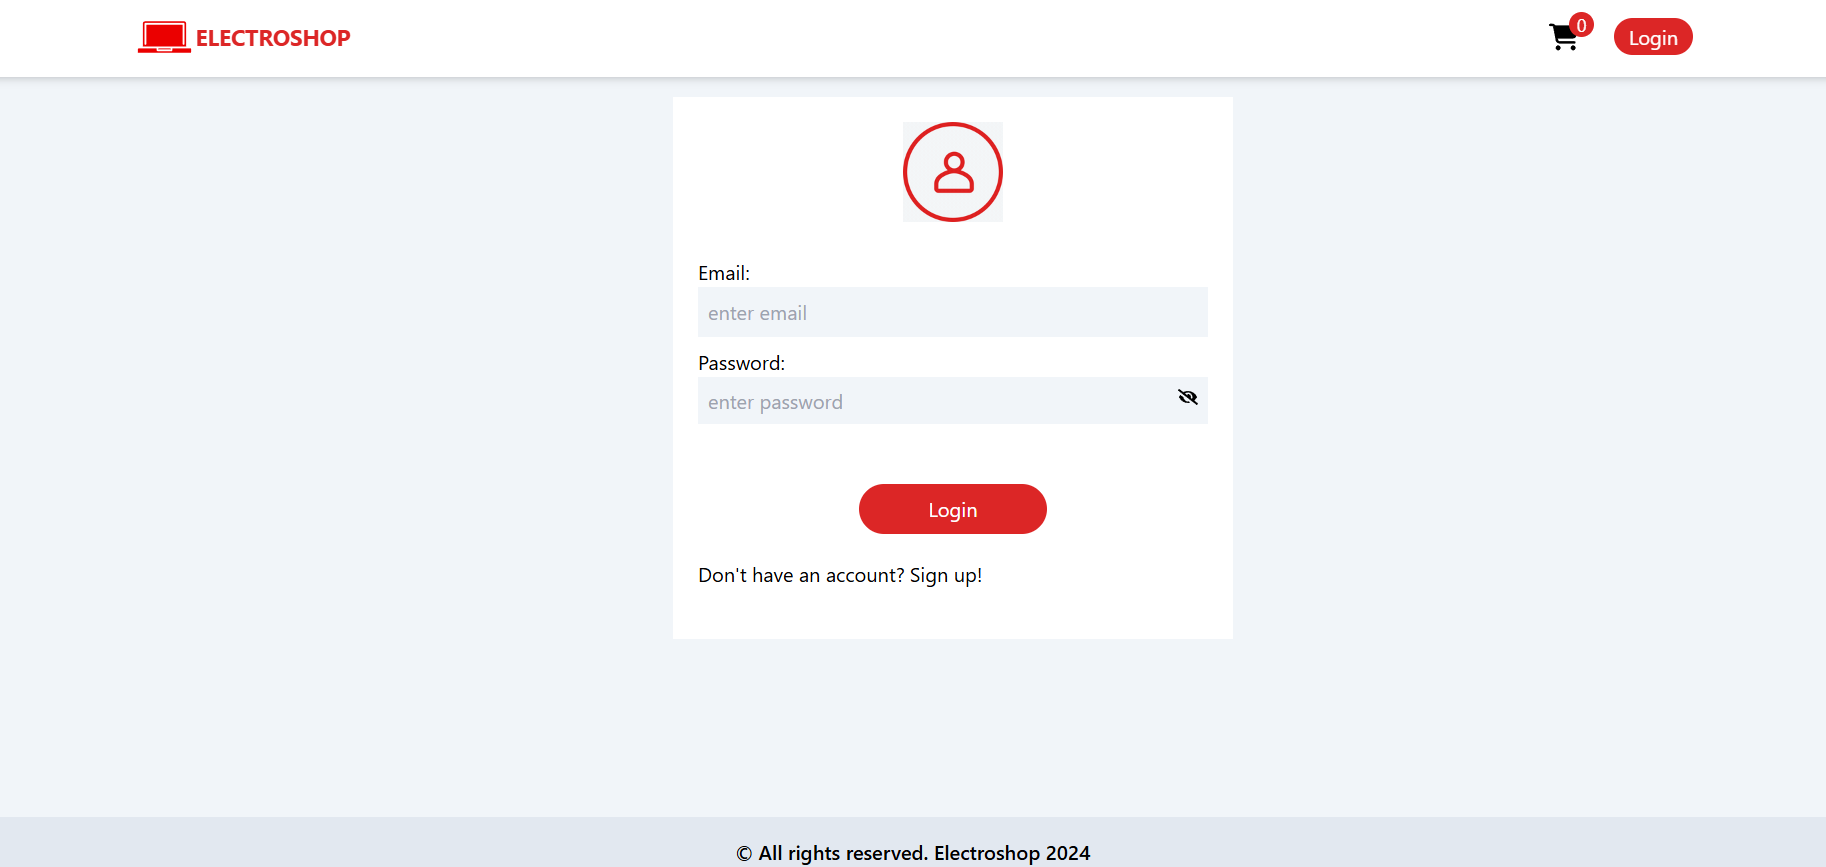 ELECTROSHOP
0
Login
Email:
enter email
Password:
enter password
Login
Don't have an account? Sign up!
© All rights reserved. Electroshop 2024